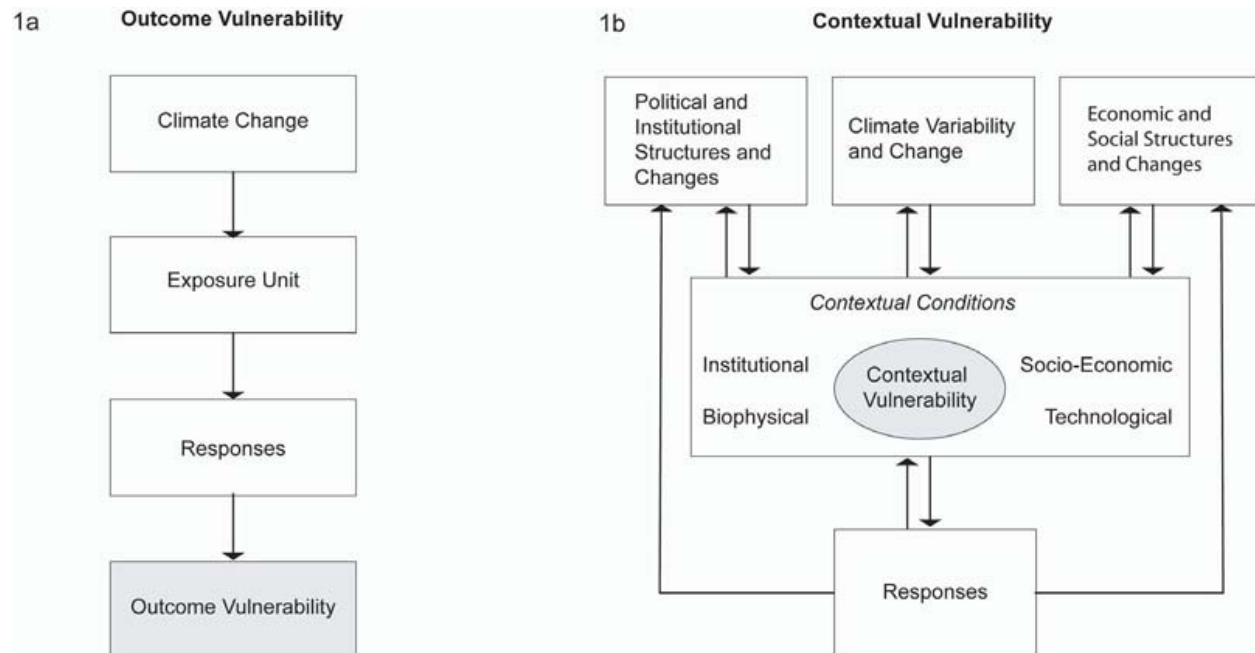 1a
Outcome Vulnerability
Climate Change
Exposure Unit
Responses
Outcome Vulnerability
1b
Contextual Vulnerability
Political and
Institutional
Structures and
Changes
Climate Variability
and Change
Economic and
Social Structures
and Changes
Contextual Conditions
Institutional
Biophysical
Contextual
Vulnerability
Socio-Economic
Technological
Responses